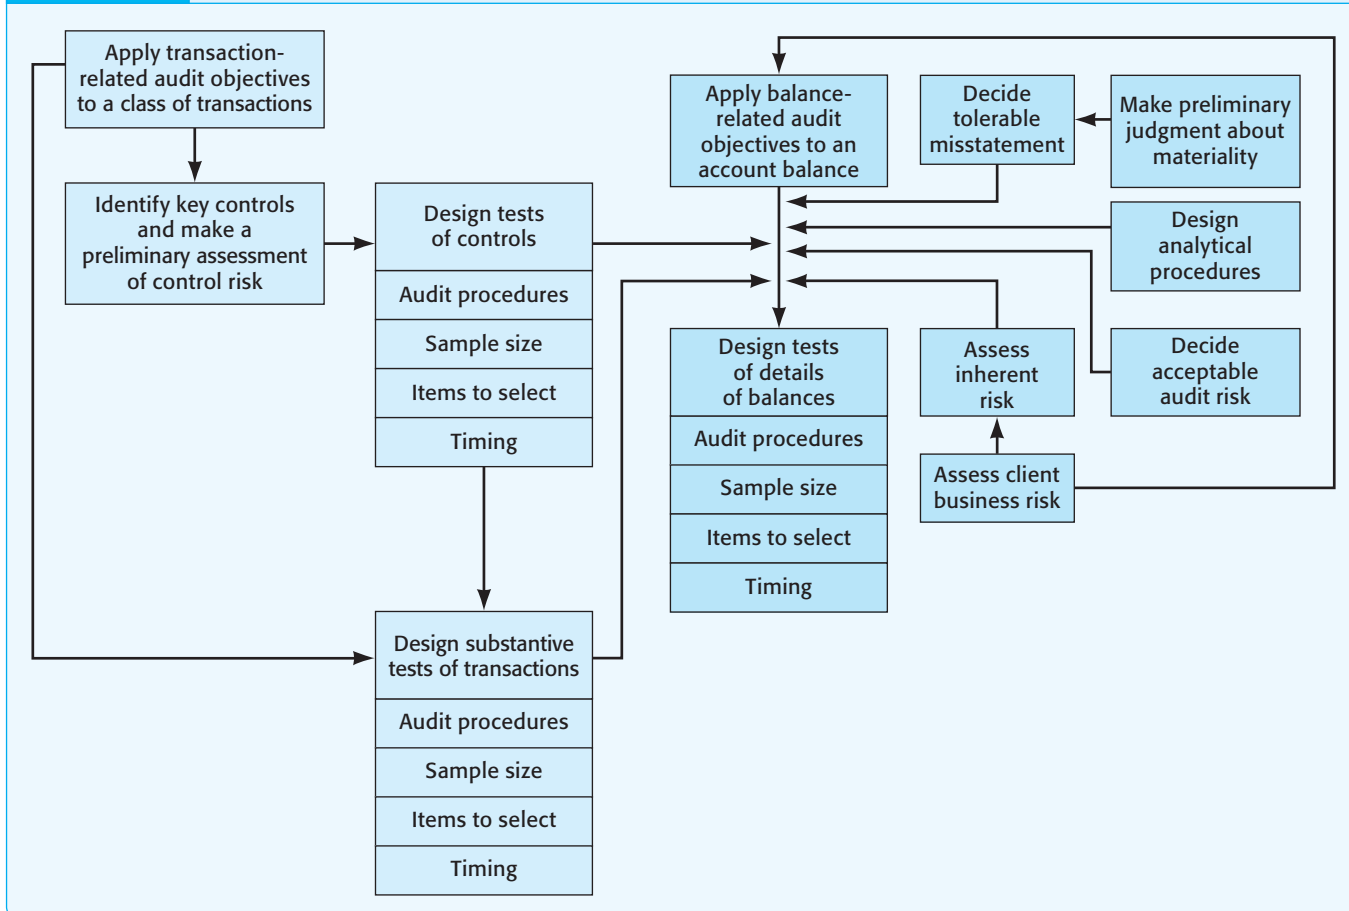 Apply transaction-
related audit objectives
to a class of transactions
Identify key controls
and make a
preliminary assessment
of control risk
Design tests
of controls
Audit procedures
Sample size
Items to select
Timing
Design substantive
tests of transactions
Audit procedures
Sample size
Items to select
Timing
Apply balance-
related audit
objectives to an
account balance
Decide
tolerable
misstatement
Make preliminary
judgment about
materiality
Design
analytical
procedures
Design tests
of details
of balances
Audit procedures
Sample size
Items to select
Timing
Assess
inherent
risk
Decide
acceptable
audit risk
Assess client
business risk